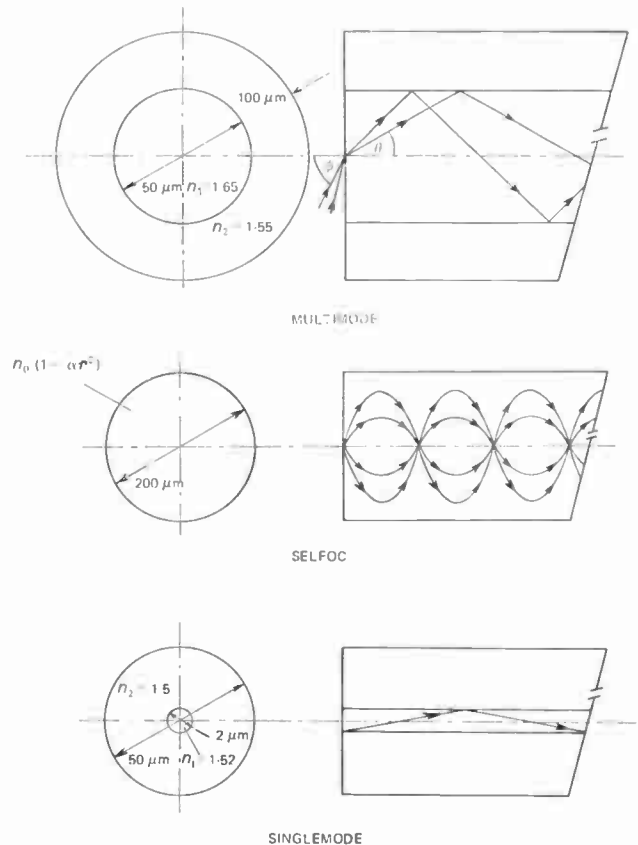 100 μm
50 μm n₁ = 1·65
n₂ = 1·55
ϕ
θ
MULTIMODE
n₀ (1 − αr²)
200 μm
SELFOC
n₂ = 1·5
2 μm
50 μm n₁ = 1·52
SINGLEMODE